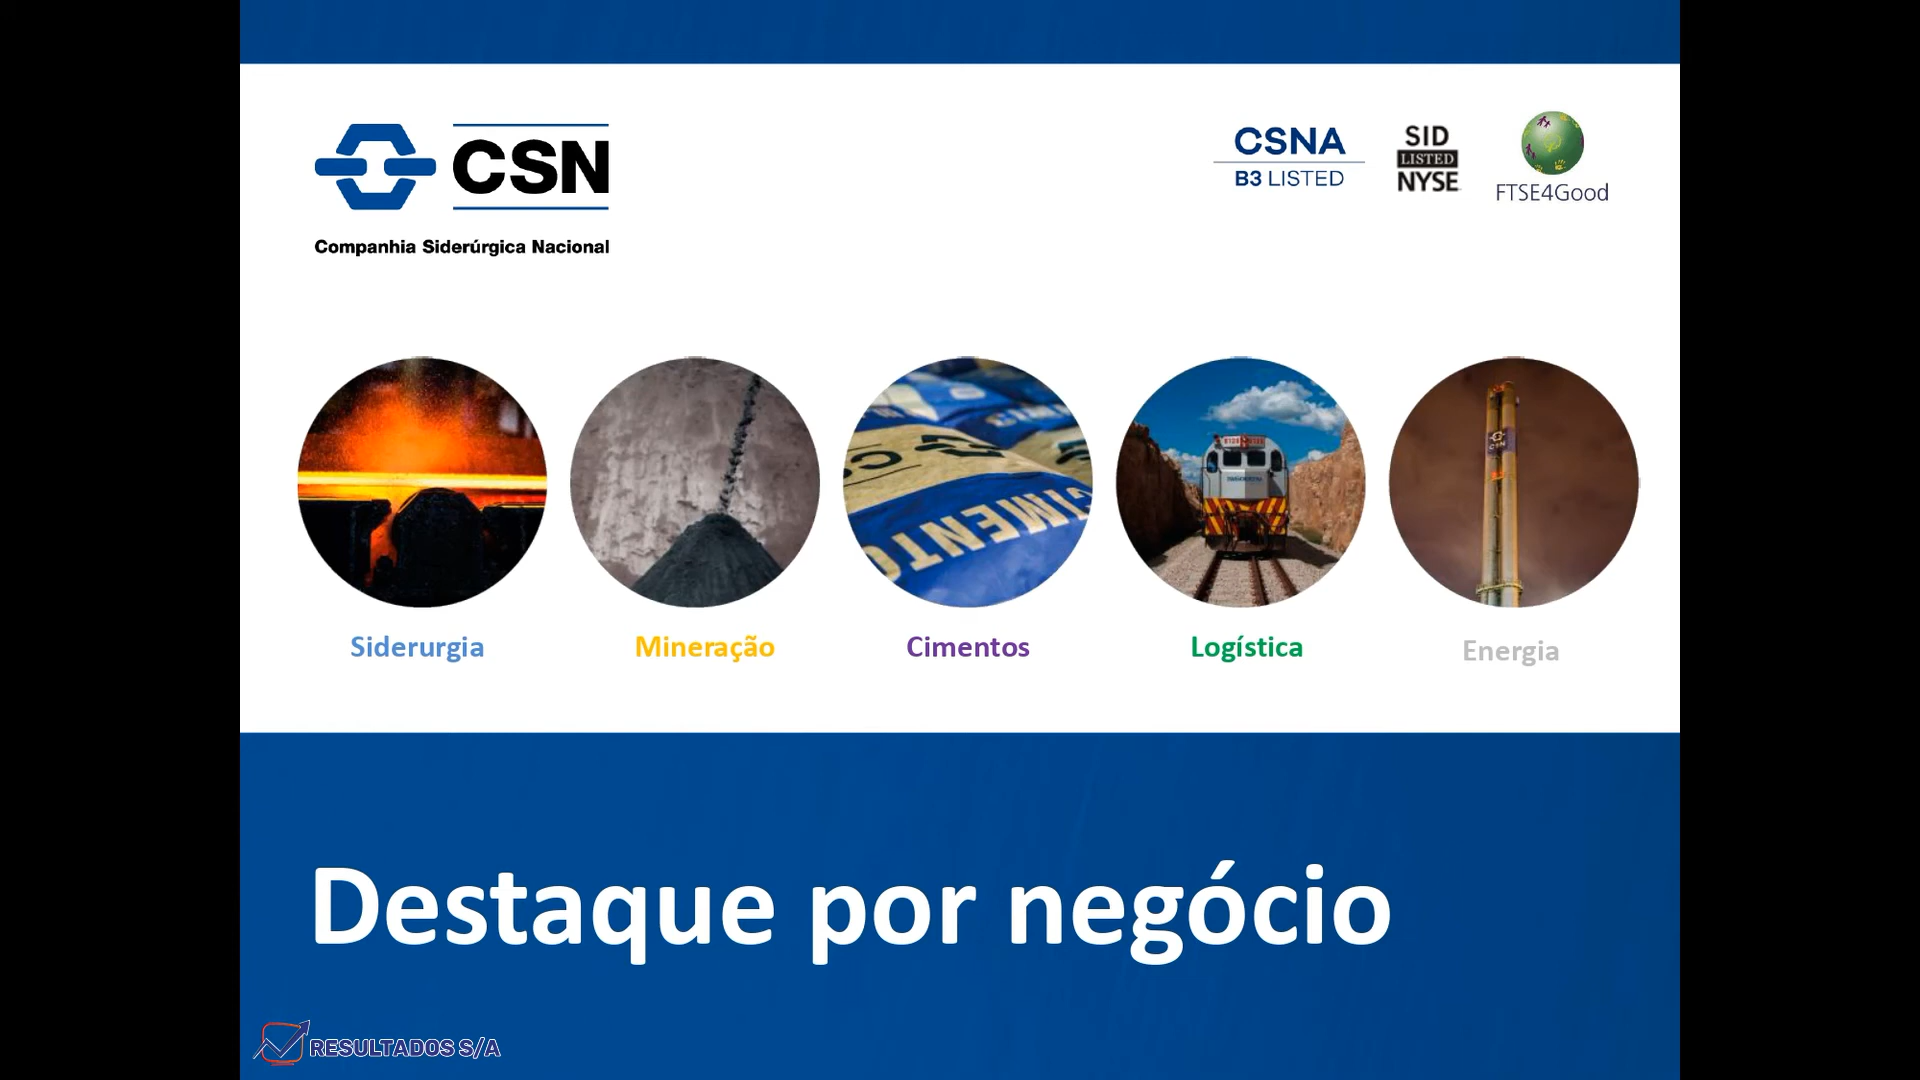 CSN
Companhia Siderúrgica Nacional
CSNA
B3 LISTED
SID
LISTED
NYSE
FTSE4Good
CIMENTO
Siderurgia
Mineração
Cimentos
Logística
Energia
Destaque por negócio
RESULTADOS S/A